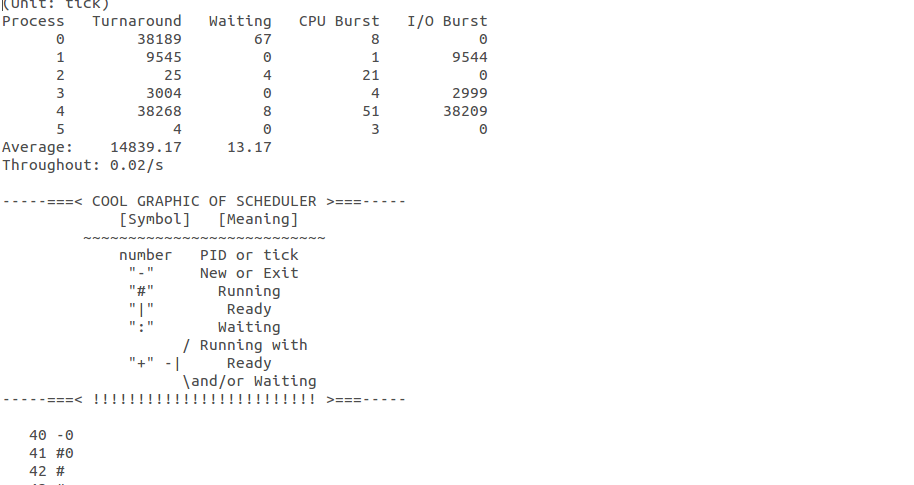 (Unit: tick)
Process   Turnaround   Waiting   CPU Burst   I/O Burst
      0        38189        67           8           0
      1         9545         0           1        9544
      2           25         4          21           0
      3         3004         0           4        2999
      4        38268         8          51       38209
      5            4         0           3           0
Average:    14839.17     13.17
Throughout: 0.02/s
-----===< COOL GRAPHIC OF SCHEDULER >===-----
             [Symbol]   [Meaning]
         ~~~~~~~~~~~~~~~~~~~~~~~~~~~
             number   PID or tick
              "-"     New or Exit
              "#"       Running
              "|"        Ready
              ":"       Waiting
                    / Running with
              "+" -|     Ready
                    \and/or Waiting
-----===< !!!!!!!!!!!!!!!!!!!!!!!!! >===-----
   40 -0
   41 #0
   42 #